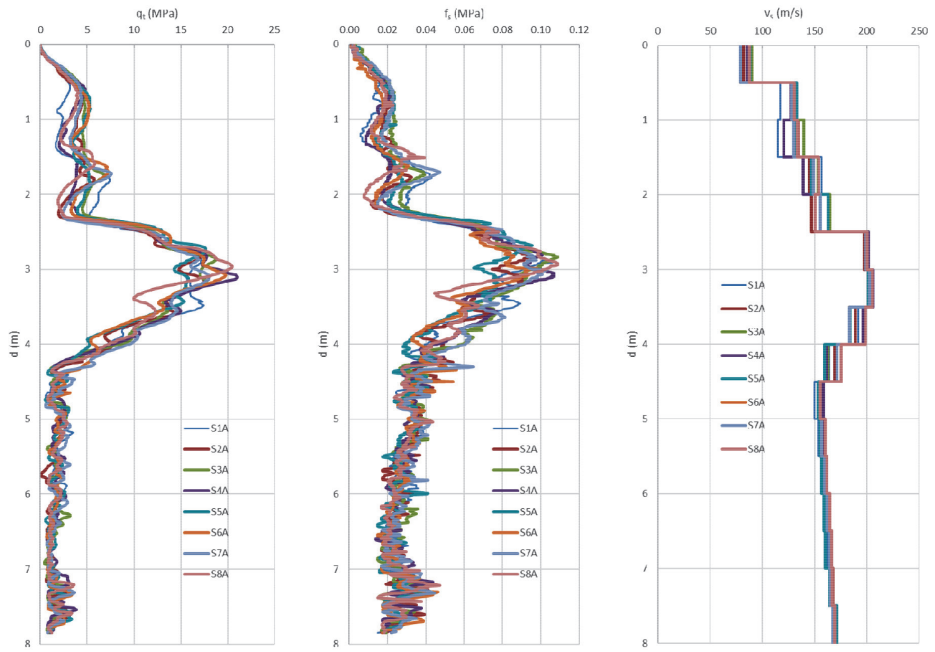 qt (MPa)
0 5 10 15 20 25
0
1
2
3
4
5
6
7
8
d (m)
S1A
S2A
S3A
S4A
S5A
S6A
S7A
S8A
fs (MPa)
0.00 0.02 0.04 0.06 0.08 0.10 0.12
0
1
2
3
4
5
6
7
8
d (m)
S1A
S2A
S3A
S4A
S5A
S6A
S7A
S8A
vs (m/s)
0 50 100 150 200 250
0
1
2
3
4
5
6
7
8
d (m)
S1A
S2A
S3A
S4A
S5A
S6A
S7A
S8A